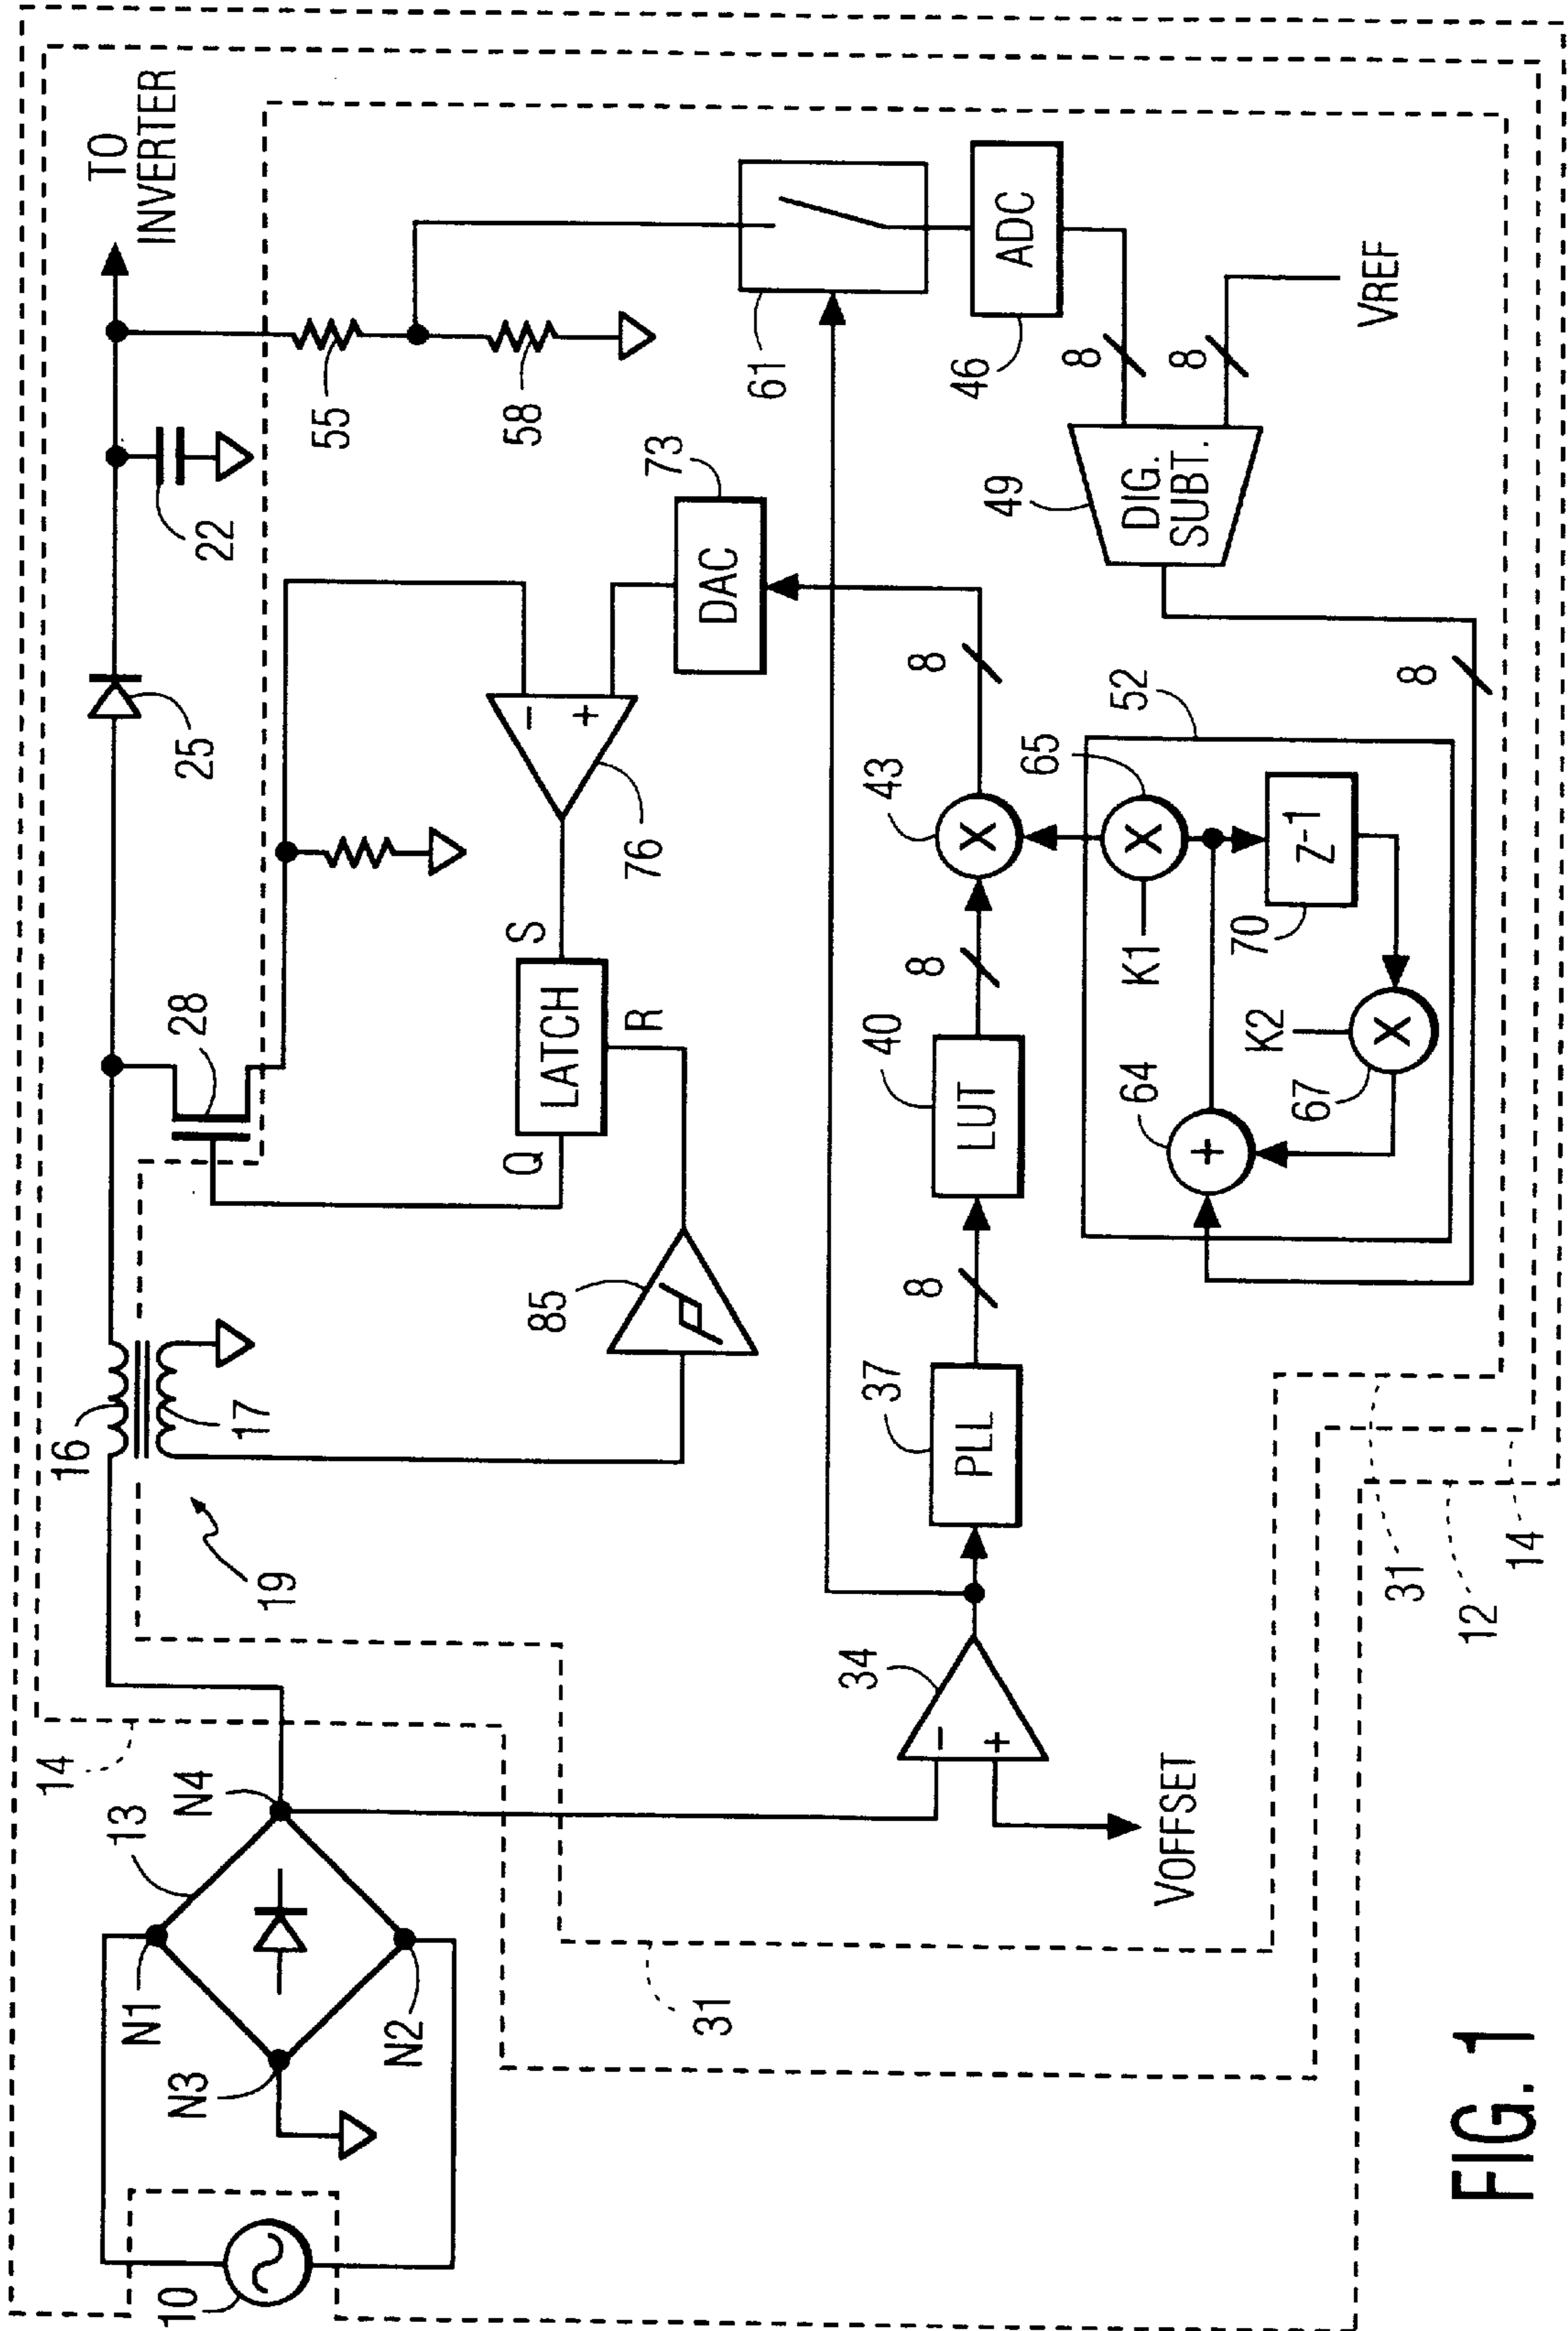 TO
INVERTER
25
22
55
58
28
16
17
19
14
13
N4
N1
N3
N2
10
85
Q
LATCH
S
R
76
DAC
73
61
ADC
46
8
8
VREF
DIG.
SUBT.
49
8
34
VOFFSET
PLL
37
8
LUT
40
8
X
43
8
52
X
65
K1
Z-1
70
X
67
K2
+
64
-
+
-
+
31
31
12
14
FIG. 1